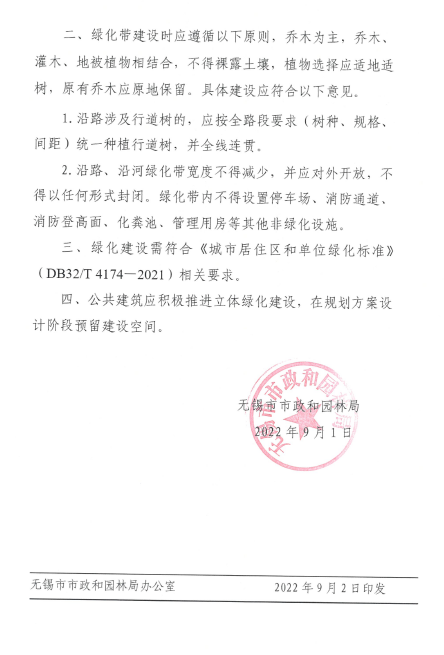 二、绿化带建设时应遵循以下原则，乔木为主，乔木、
灌木、地被植物相结合，不得裸露土壤，植物选择应适地适
树，原有乔木应原地保留。具体建设应符合以下意见。
1.沿路涉及行道树的，应按全路段要求（树种、规格、
间距）统一种植行道树，并全线连贯。
2.沿路、沿河绿化带宽度不得减少，并应对外开放，不
得以任何形式封闭。绿化带内不得设置停车场、消防通道、
消防登高面、化粪池、管理用房等其他非绿化设施。
三、绿化建设需符合《城市居住区和单位绿化标准》
（DB32/T 4174—2021）相关要求。
四、公共建筑应积极推进立体绿化建设，在规划方案设
计阶段预留建设空间。
无锡市市政和园林局
无锡市市政和园林局
2022年9月1日
无锡市市政和园林局办公室 2022年9月2日印发